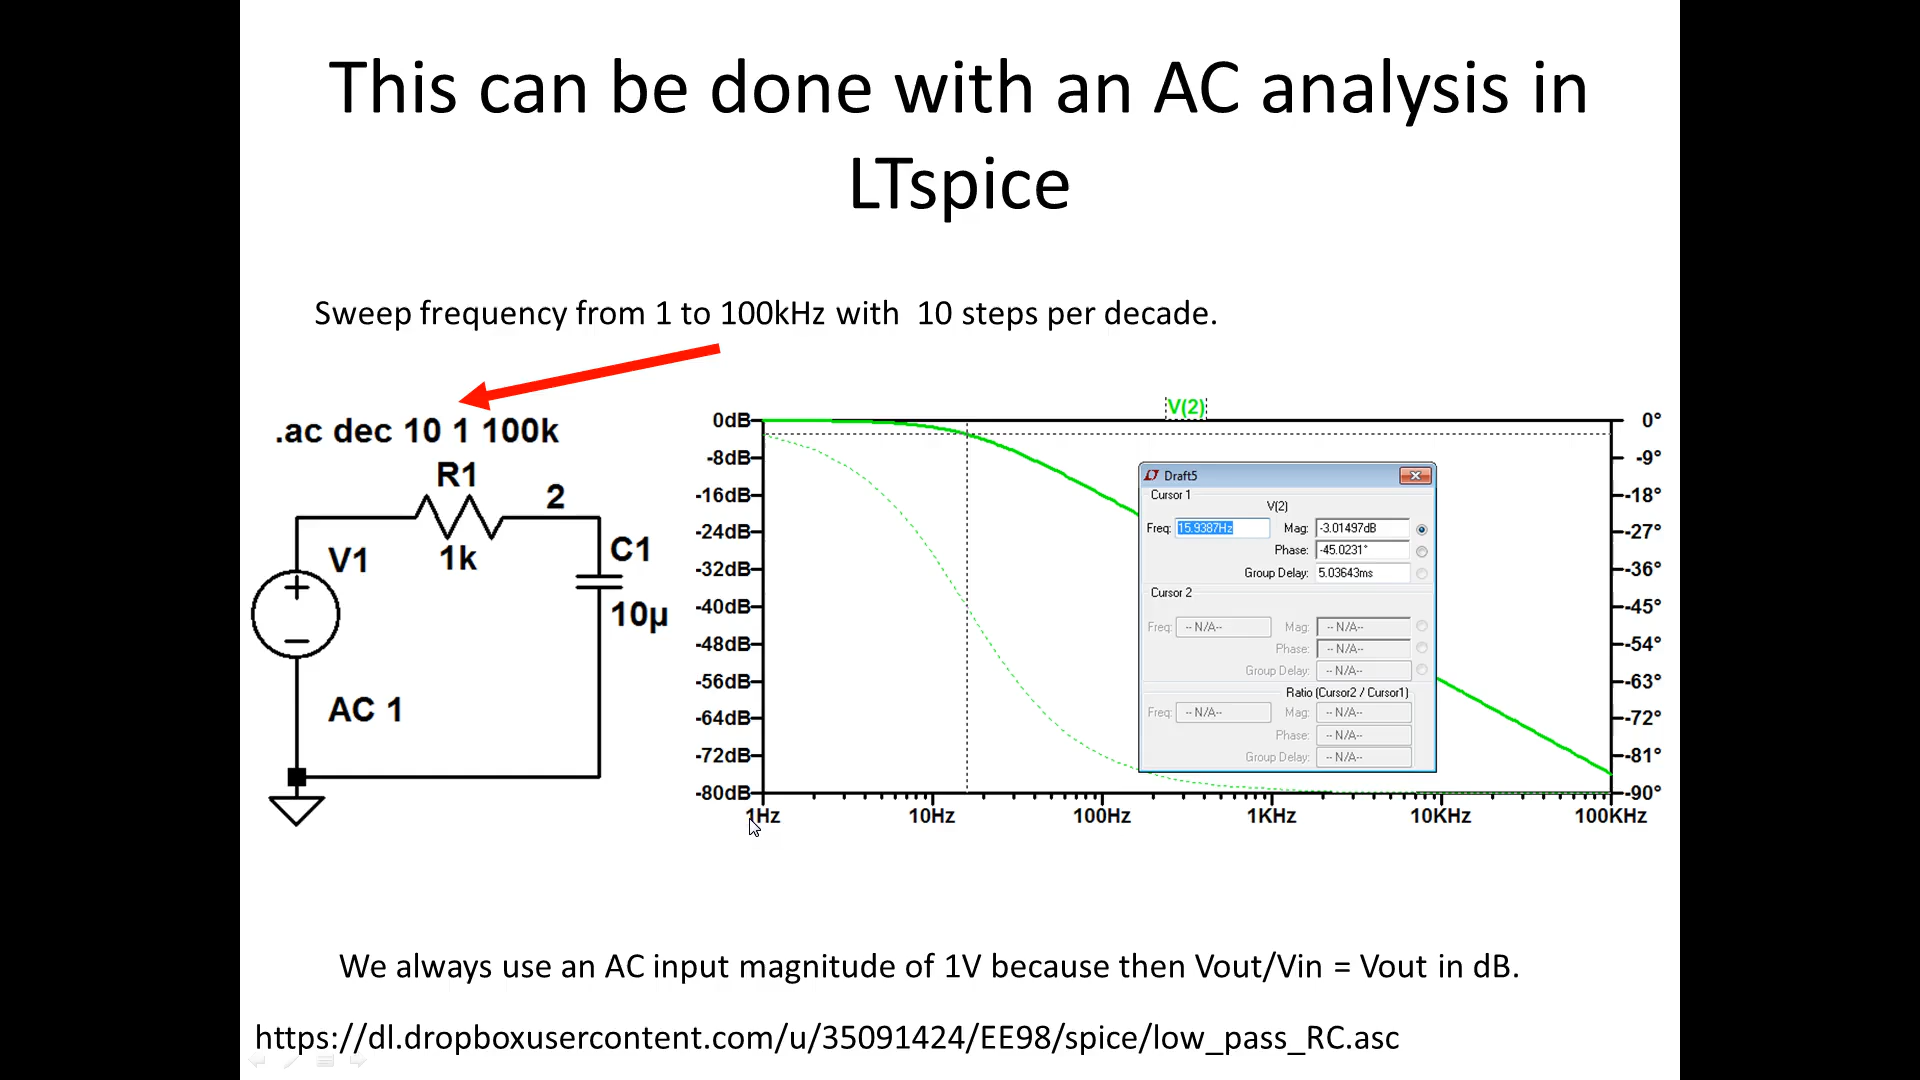 This can be done with an AC analysis in
LTspice
Sweep frequency from 1 to 100kHz with  10 steps per decade.
.ac dec 10 1 100k
R1
2
V1
1k
C1
10µ
AC 1
V(2)
0dB
-8dB
-16dB
-24dB
-32dB
-40dB
-48dB
-56dB
-64dB
-72dB
-80dB
0°
-9°
-18°
-27°
-36°
-45°
-54°
-63°
-72°
-81°
-90°
1Hz 10Hz 100Hz 1KHz 10KHz 100KHz
Draft5
Cursor 1
V(2)
Freq: 15.9387Hz Mag: -3.01497dB
Phase: -45.0231°
Group Delay: 5.03643ms
Cursor 2
Freq: -- N/A-- Mag: -- N/A--
Phase: -- N/A--
Group Delay: -- N/A--
Ratio (Cursor2 / Cursor1)
Freq: -- N/A-- Mag: -- N/A--
Phase: -- N/A--
Group Delay: -- N/A--
We always use an AC input magnitude of 1V because then Vout/Vin = Vout in dB.
https://dl.dropboxusercontent.com/u/35091424/EE98/spice/low_pass_RC.asc